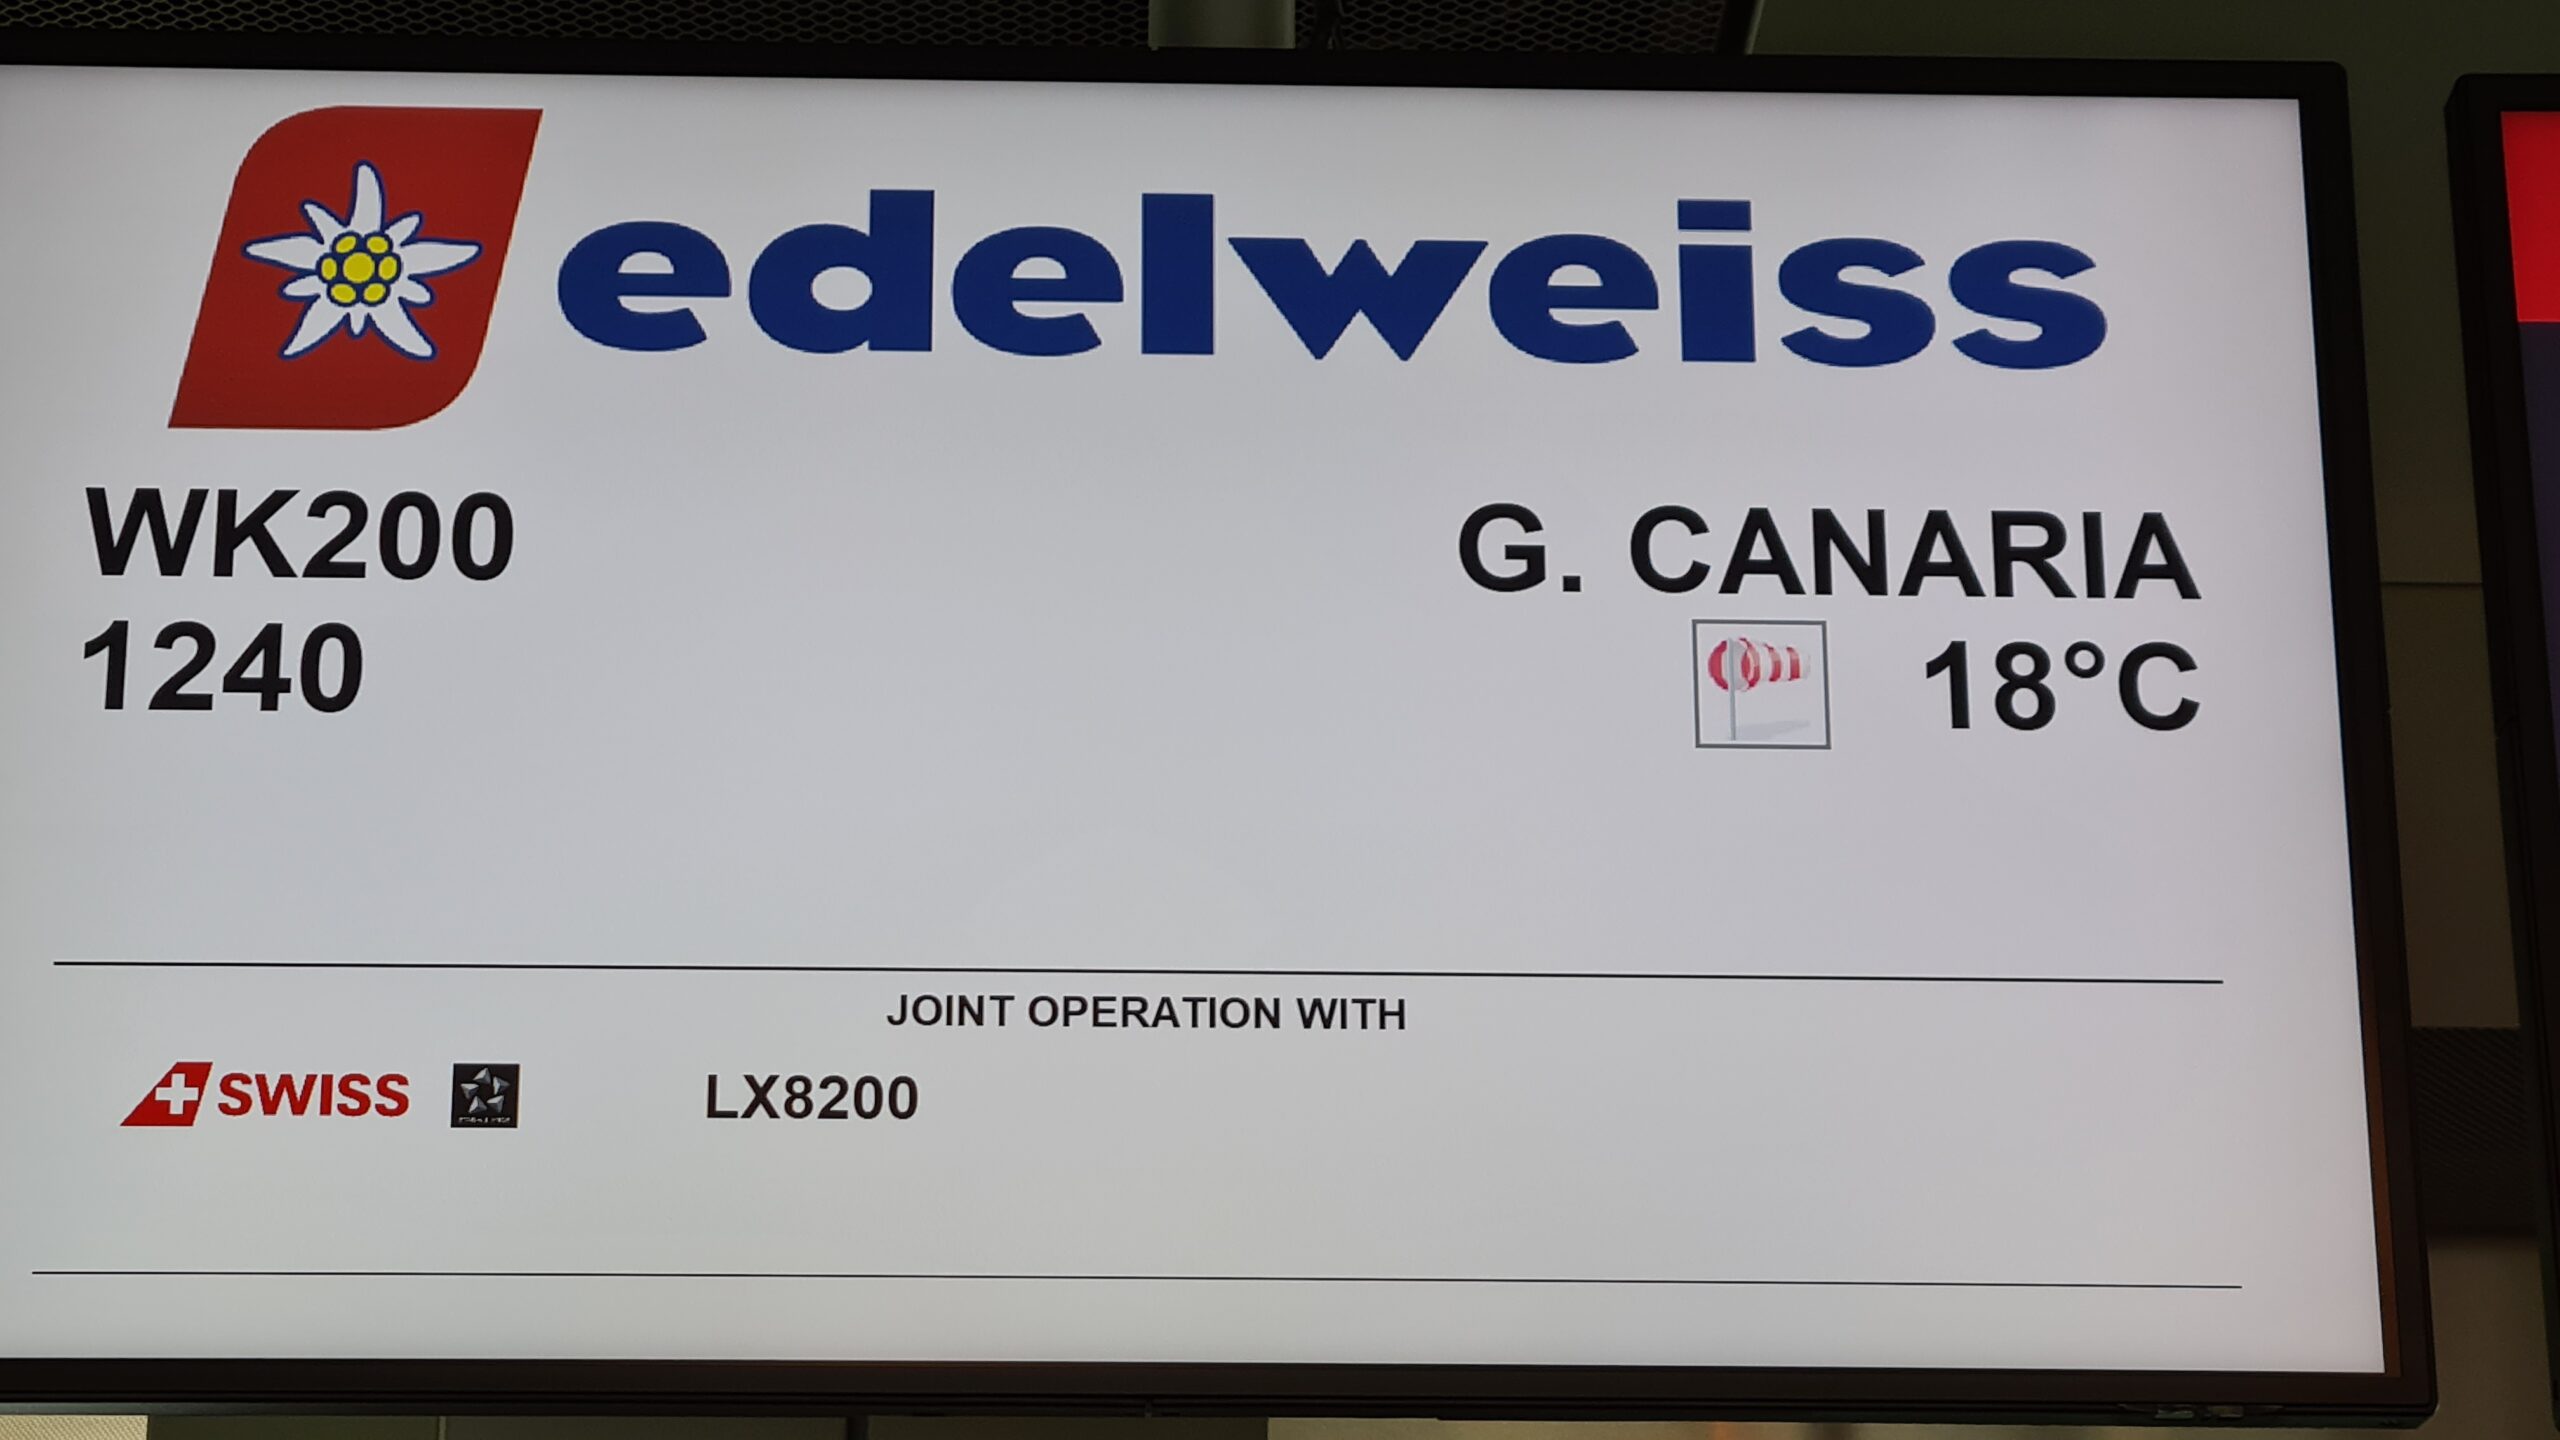 edelweiss
WK200
G. CANARIA
1240
18°C
JOINT OPERATION WITH
SWISS
LX8200